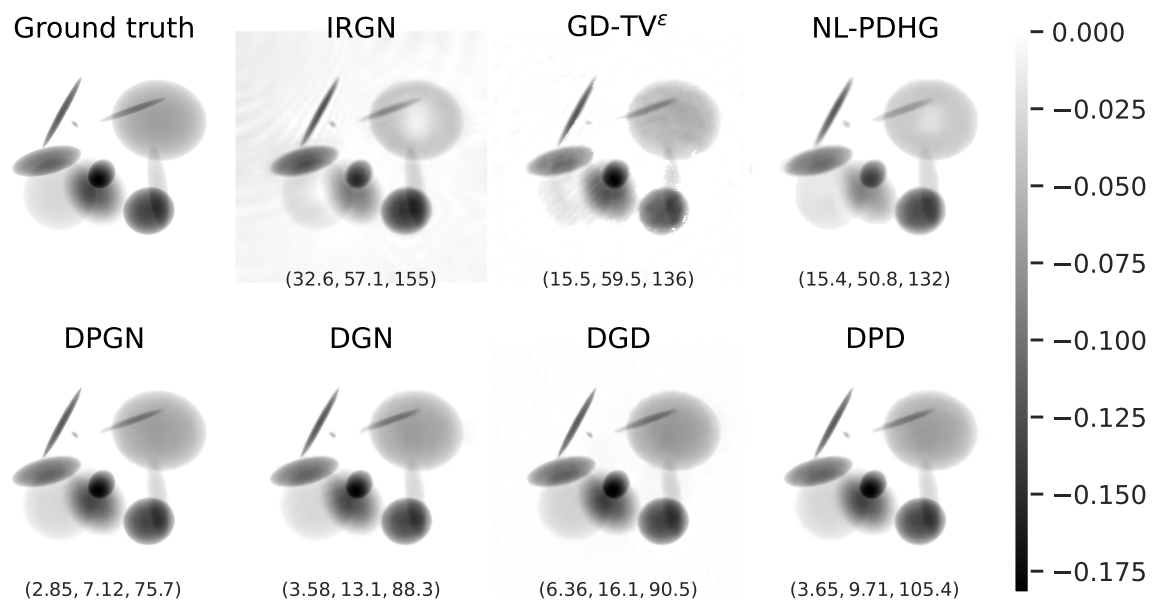 Ground truth
IRGN
GD-TV^ε
NL-PDHG
(32.6, 57.1, 155)
(15.5, 59.5, 136)
(15.4, 50.8, 132)
DPGN
DGN
DGD
DPD
(2.85, 7.12, 75.7)
(3.58, 13.1, 88.3)
(6.36, 16.1, 90.5)
(3.65, 9.71, 105.4)
0.000
−0.025
−0.050
−0.075
−0.100
−0.125
−0.150
−0.175